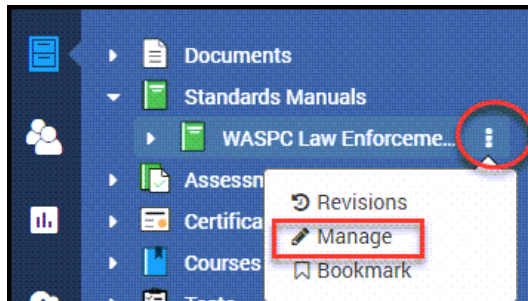 Documents
Standards Manuals
WASPC Law Enforceme...
Assessn
Revisions
Certifica
Manage
Courses
Bookmark